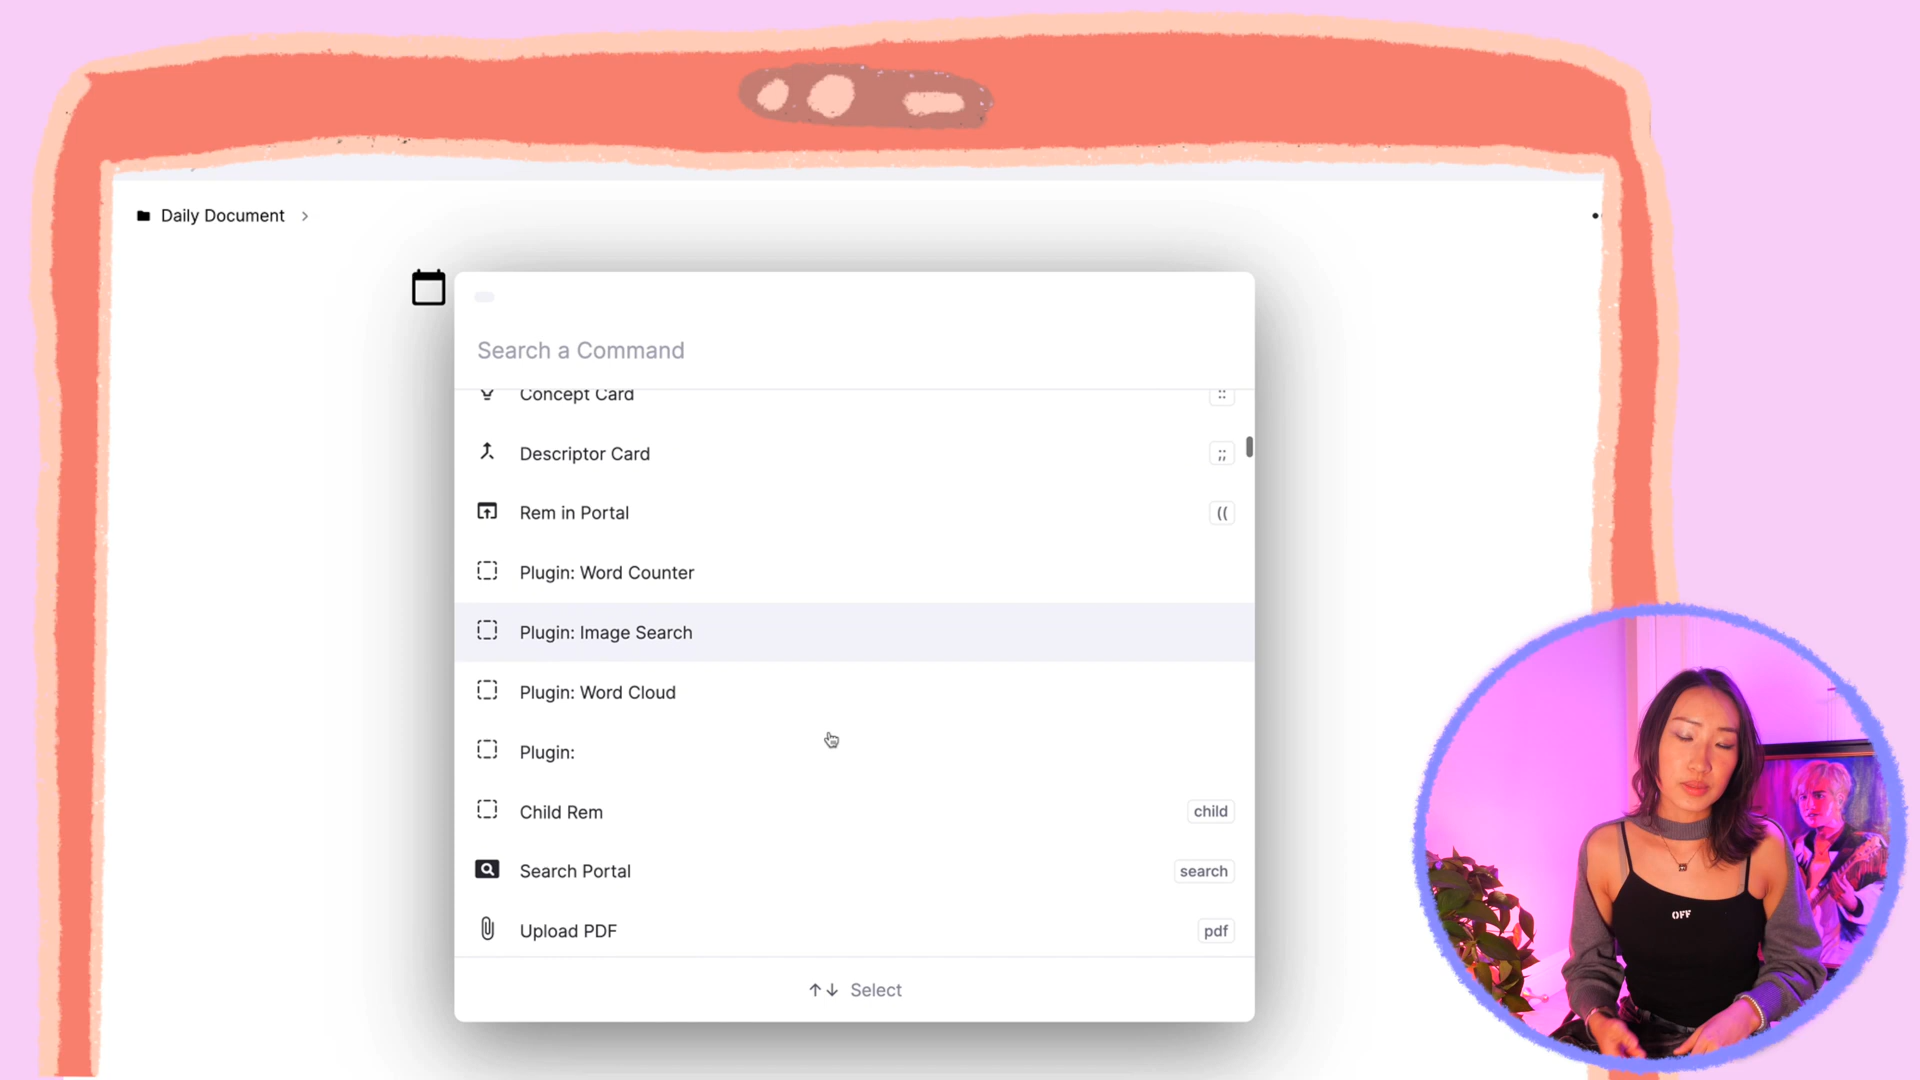 Daily Document
Search a Command
Concept Card ::
Descriptor Card ;;
Rem in Portal ((
Plugin: Word Counter
Plugin: Image Search
Plugin: Word Cloud
Plugin:
Child Rem child
Search Portal search
Upload PDF pdf
Select
OFF